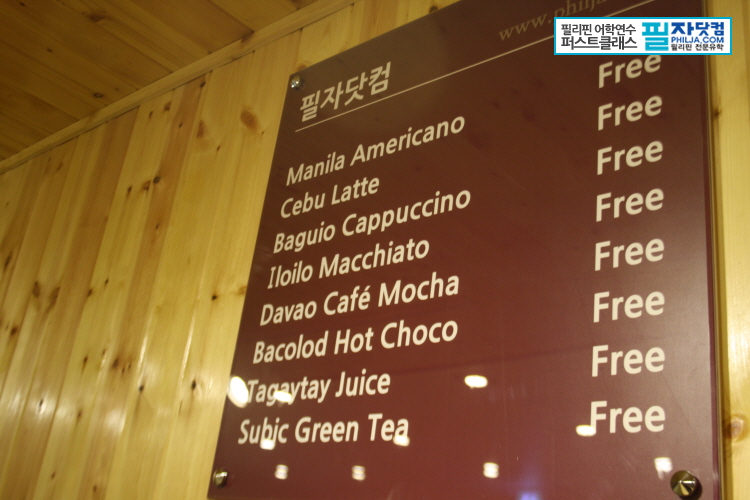 필리핀 어학연수
퍼스트클래스
필자닷컴
PHILJA.COM
필리핀 전문유학
www.philja
필자닷컴
Manila Americano Free
Cebu Latte Free
Baguio Cappuccino Free
Iloilo Macchiato Free
Davao Café Mocha Free
Bacolod Hot Choco Free
Tagaytay Juice Free
Subic Green Tea Free